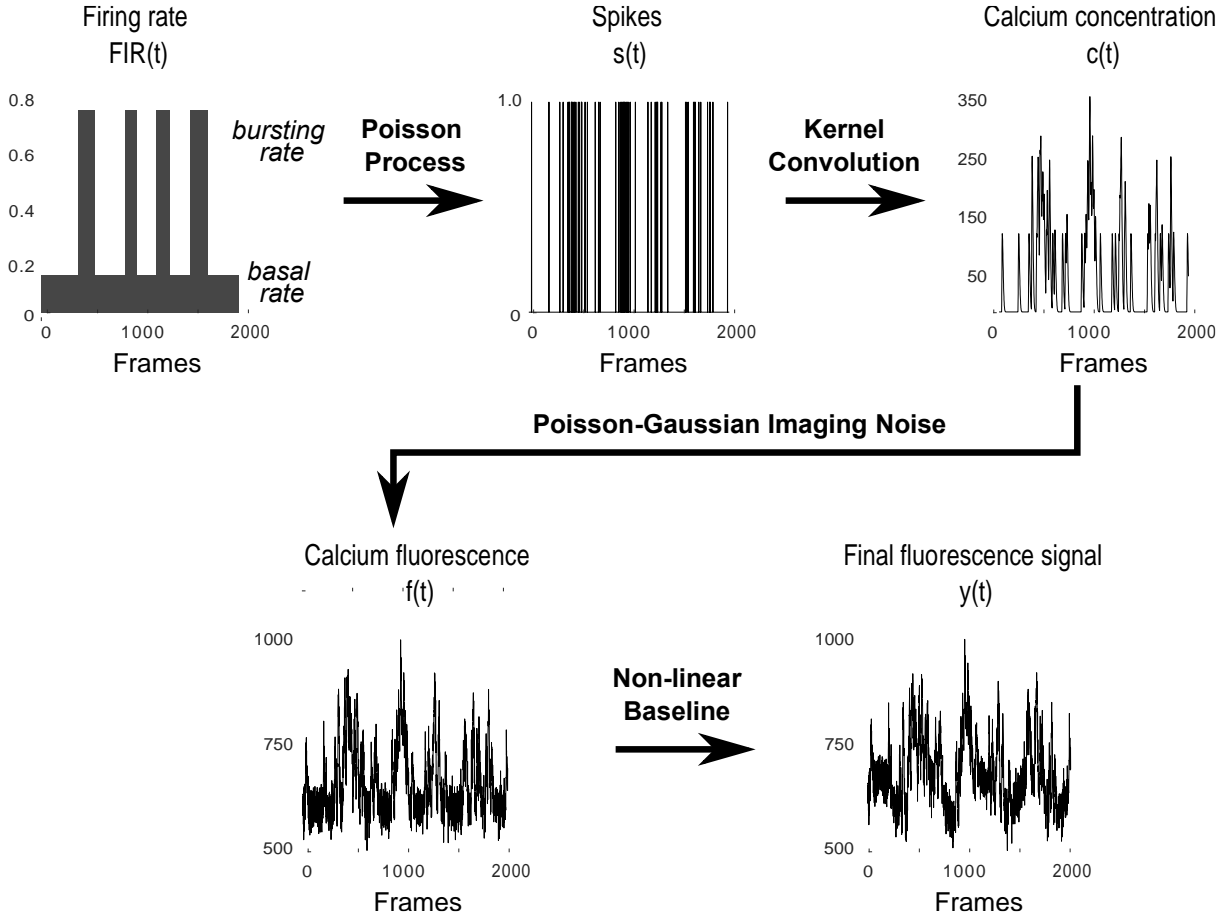 Firing rate
FIR(t)
0.8
0.6
0.4
0.2
0
0
1000
2000
Frames
bursting
rate
basal
rate
Poisson
Process
Spikes
s(t)
1.0
0
0
1000
2000
Frames
Kernel
Convolution
Calcium concentration
c(t)
350
250
150
50
0
1000
2000
Frames
Poisson-Gaussian Imaging Noise
Calcium fluorescence
f(t)
1000
750
500
0
1000
2000
Frames
Non-linear
Baseline
Final fluorescence signal
y(t)
1000
750
500
0
1000
2000
Frames